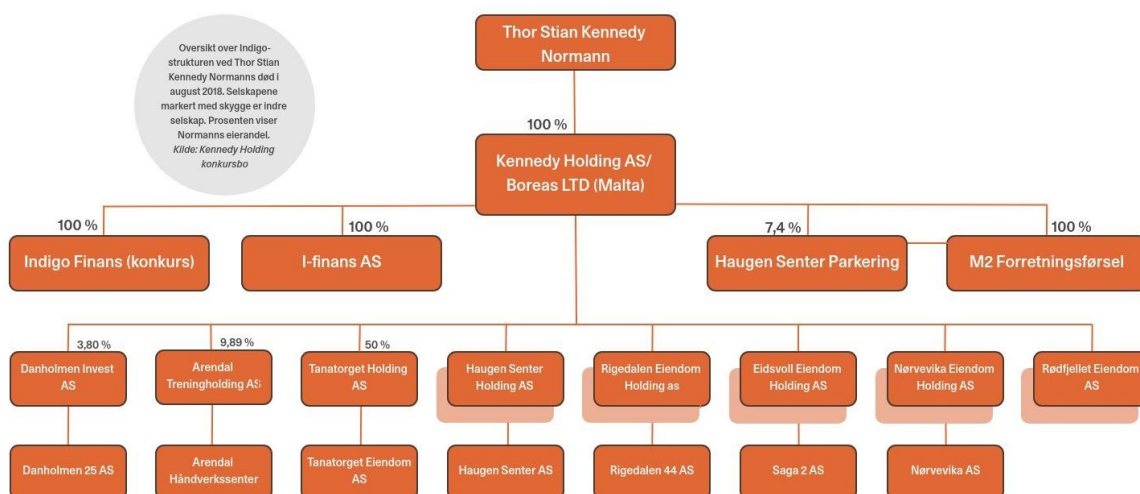 Oversikt over Indigo-
strukturen ved Thor Stian
Kennedy Normanns død i
august 2018. Selskapene
markert med skygge er indre
selskap. Prosenten viser
Normanns eierandel.
Kilde: Kennedy Holding
konkursbo
Thor Stian Kennedy
Normann
100 %
Kennedy Holding AS/
Boreas LTD (Malta)
100 %
Indigo Finans (konkurs)
100 %
I-finans AS
7,4 %
Haugen Senter Parkering
100 %
M2 Forretningsførsel
3,80 %
Danholmen Invest
AS
9,89 %
Arendal
Treningholding AS
50 %
Tanatorget Holding
AS
Haugen Senter
Holding AS
Rigedalen Eiendom
Holding as
Eidsvoll Eiendom
Holding AS
Nørvevika Eiendom
Holding AS
Rødfjellet Eiendom
AS
Danholmen 25 AS
Arendal
Håndverkssenter
Tanatorget Eiendom
AS
Haugen Senter AS
Rigedalen 44 AS
Saga 2 AS
Nørvevika AS